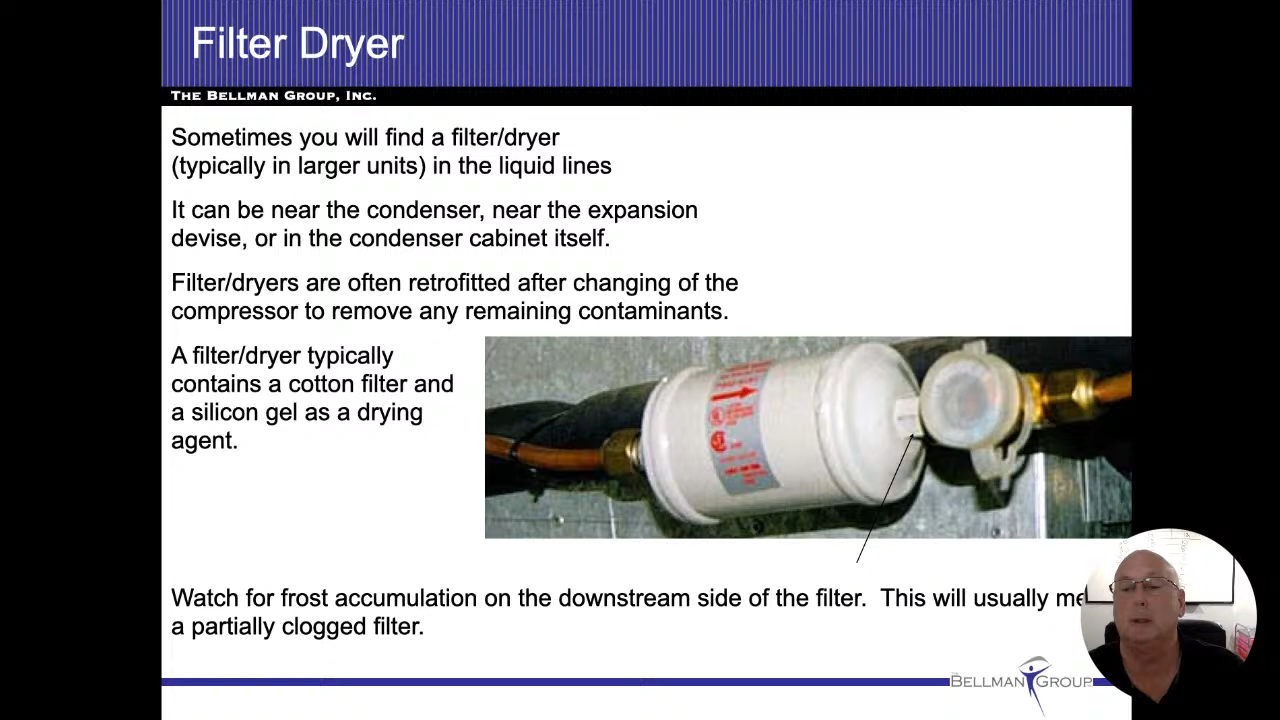 Filter Dryer
THE BELLMAN GROUP, INC.
Sometimes you will find a filter/dryer
(typically in larger units) in the liquid lines
It can be near the condenser, near the expansion
devise, or in the condenser cabinet itself.
Filter/dryers are often retrofitted after changing of the
compressor to remove any remaining contaminants.
A filter/dryer typically
contains a cotton filter and
a silicon gel as a drying
agent.
Watch for frost accumulation on the downstream side of the filter. This will usually me
a partially clogged filter.
THE BELLMAN GROUP